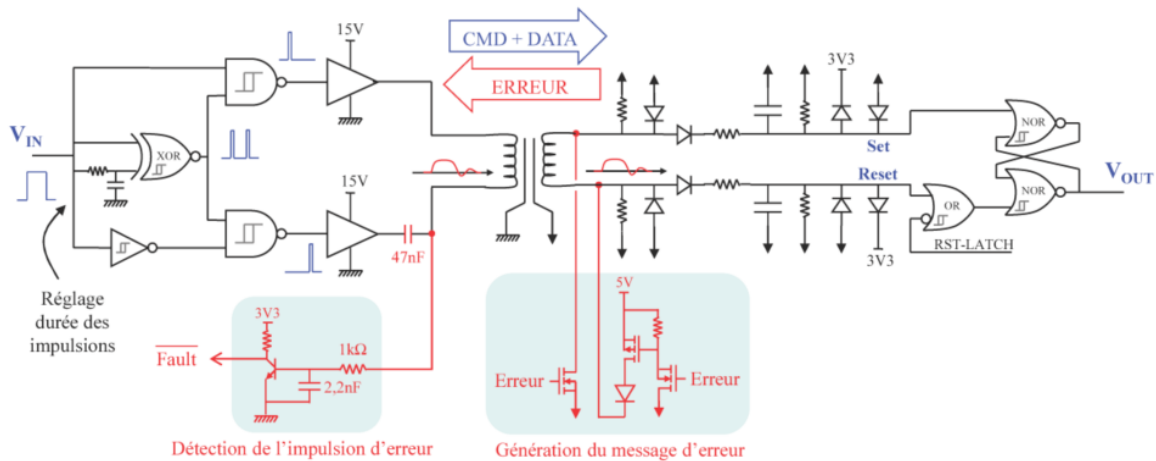 15V
CMD + DATA
ERREUR
3V3
V_IN
XOR
NOR
Set
Reset
NOR
V_OUT
15V
OR
RST-LATCH
47nF
3V3
Réglage
durée des
impulsions
3V3
Fault
1kΩ
2,2nF
5V
Erreur
Erreur
Détection de l'impulsion d'erreur
Génération du message d'erreur